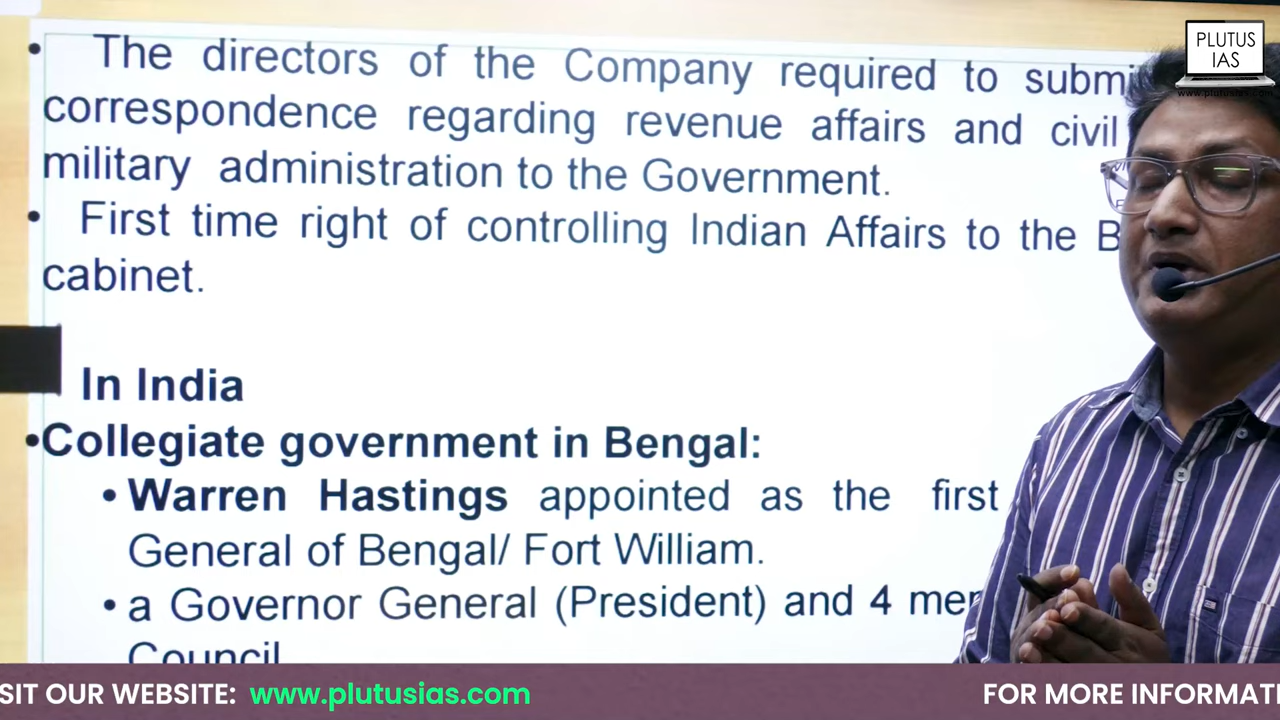 PLUTUS
IAS
• The directors of the Company required to submi
correspondence regarding revenue affairs and civil
military administration to the Government.
• First time right of controlling Indian Affairs to the B
cabinet.
In India
•Collegiate government in Bengal:
• Warren Hastings appointed as the first
General of Bengal/ Fort William.
• a Governor General (President) and 4 mem
Council
SIT OUR WEBSITE: www.plutusias.com
FOR MORE INFORMATI